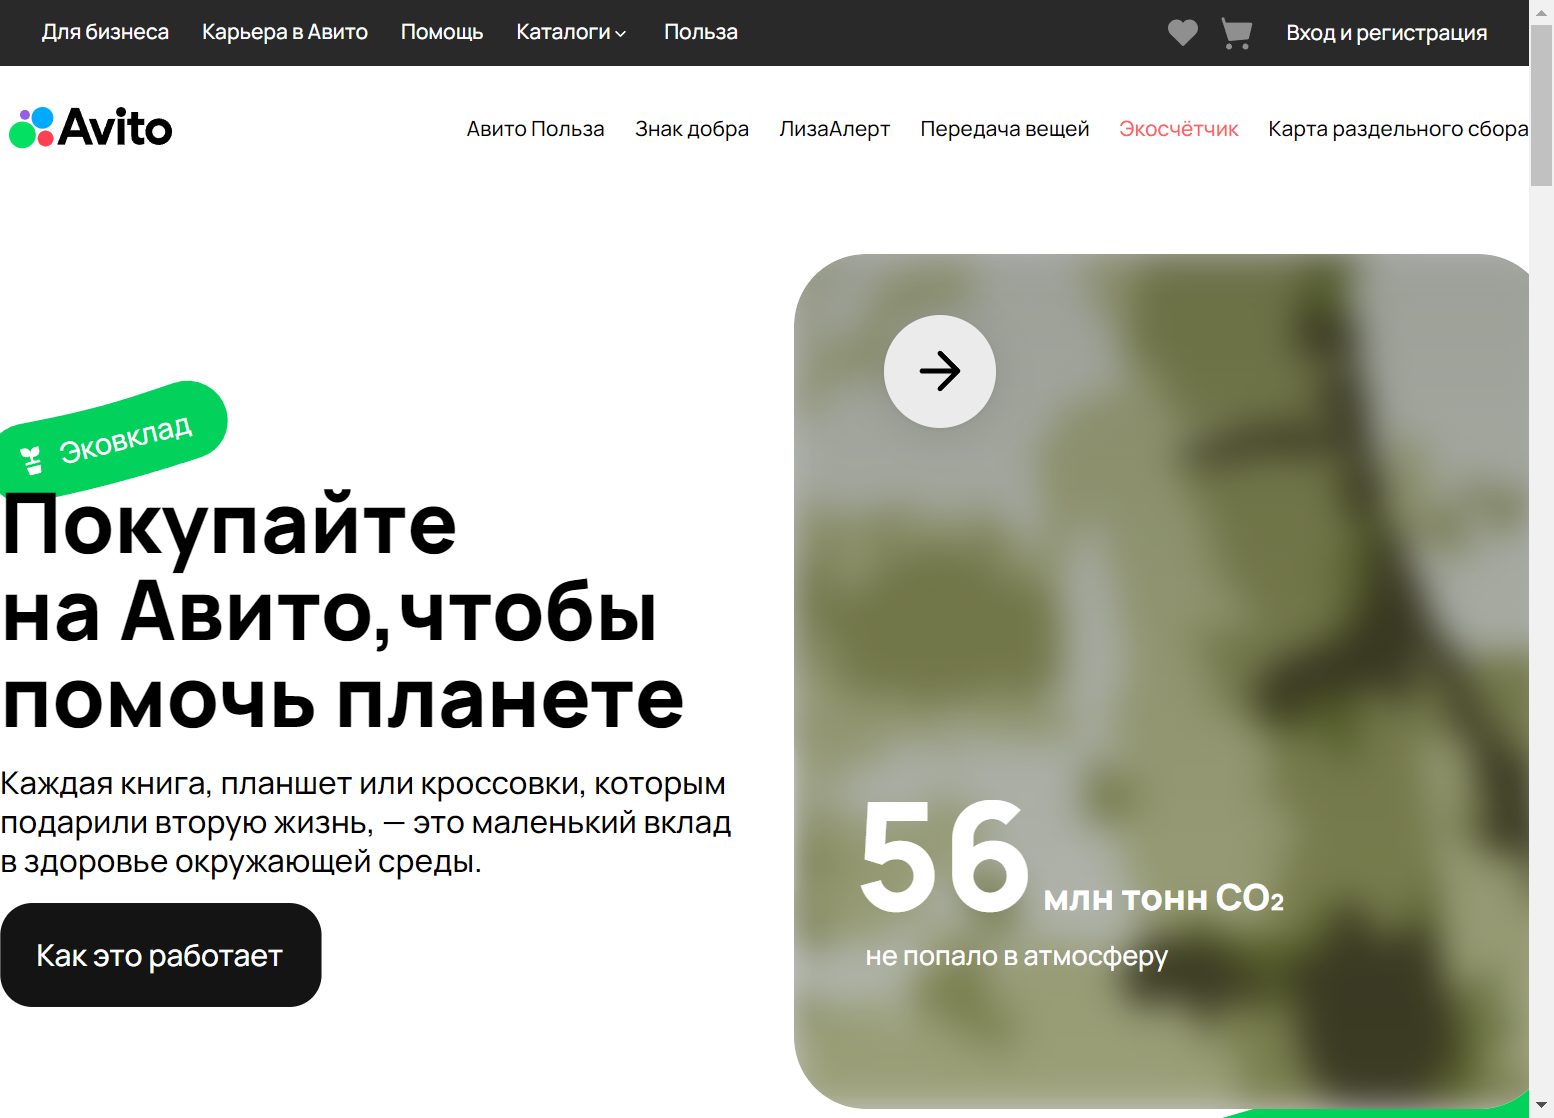 Для бизнеса Карьера в Авито Помощь Каталоги Польза Вход и регистрация
Avito Авито Польза Знак добра ЛизаАлерт Передача вещей Экосчётчик Карта раздельного сбора
Эковклад
Покупайте
на Авито,чтобы
помочь планете
Каждая книга, планшет или кроссовки, которым
подарили вторую жизнь, — это маленький вклад
в здоровье окружающей среды.
Как это работает
56 млн тонн CO₂
не попало в атмосферу